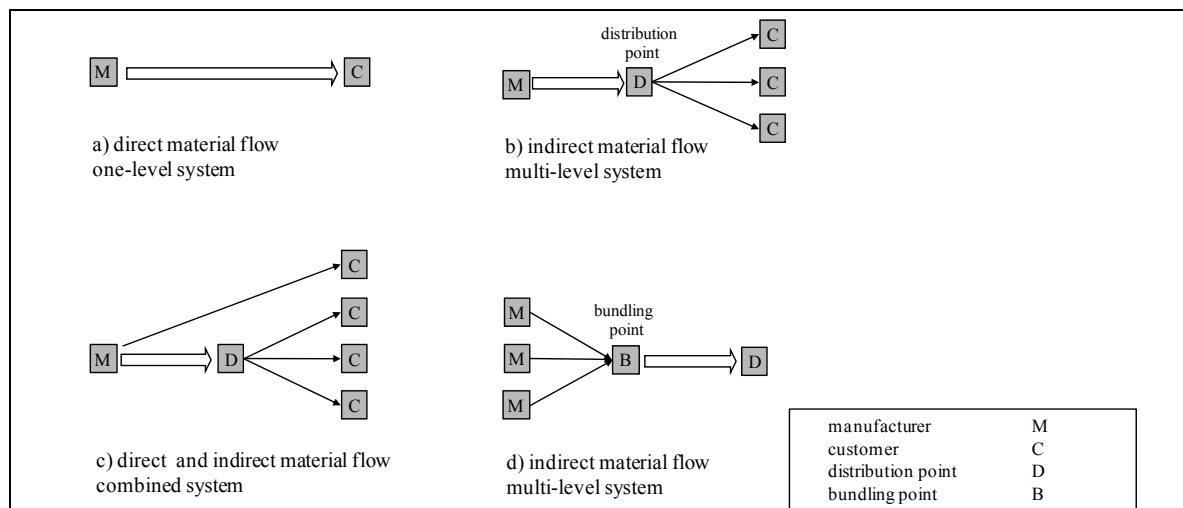 M
C
a) direct material flow
one-level system
distribution
point
M
D
C
C
C
b) indirect material flow
multi-level system
M
D
C
C
C
C
c) direct and indirect material flow
combined system
bundling
point
M
M
M
B
D
d) indirect material flow
multi-level system
manufacturer M
customer C
distribution point D
bundling point B